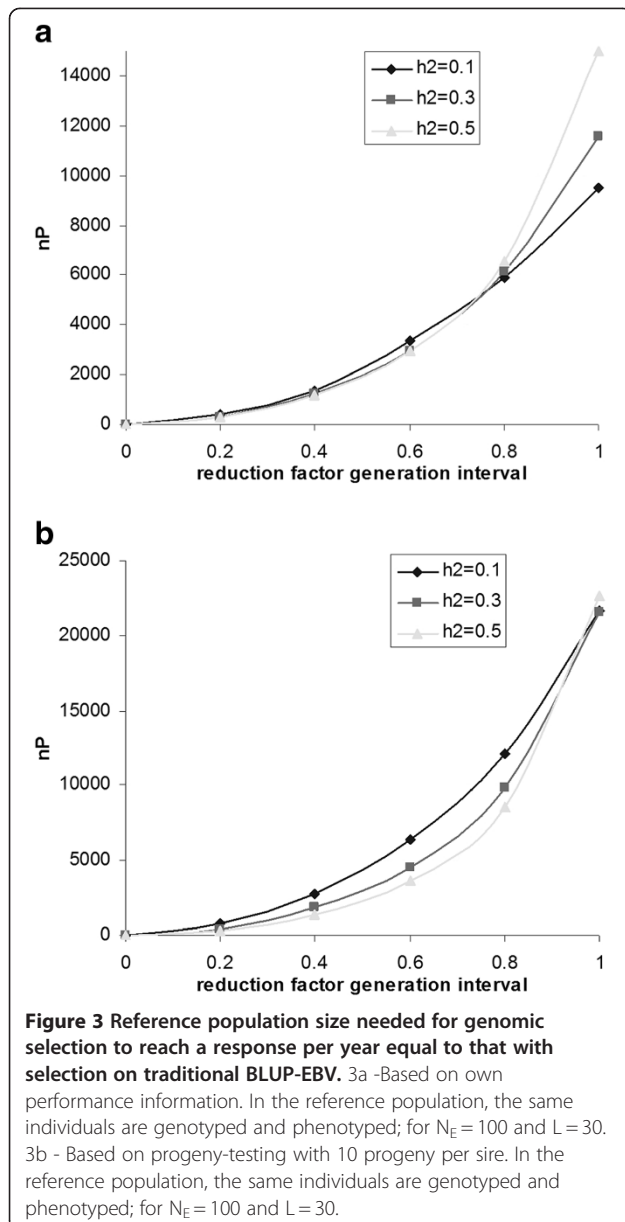 a
14000
12000
10000
8000
6000
4000
2000
0
nP
h2=0.1
h2=0.3
h2=0.5
0 0.2 0.4 0.6 0.8 1
reduction factor generation interval
b
25000
20000
15000
10000
5000
0
nP
h2=0.1
h2=0.3
h2=0.5
0 0.2 0.4 0.6 0.8 1
reduction factor generation interval
Figure 3 Reference population size needed for genomic
selection to reach a response per year equal to that with
selection on traditional BLUP-EBV. 3a -Based on own
performance information. In the reference population, the same
individuals are genotyped and phenotyped; for NE = 100 and L = 30.
3b - Based on progeny-testing with 10 progeny per sire. In the
reference population, the same individuals are genotyped and
phenotyped; for NE = 100 and L = 30.